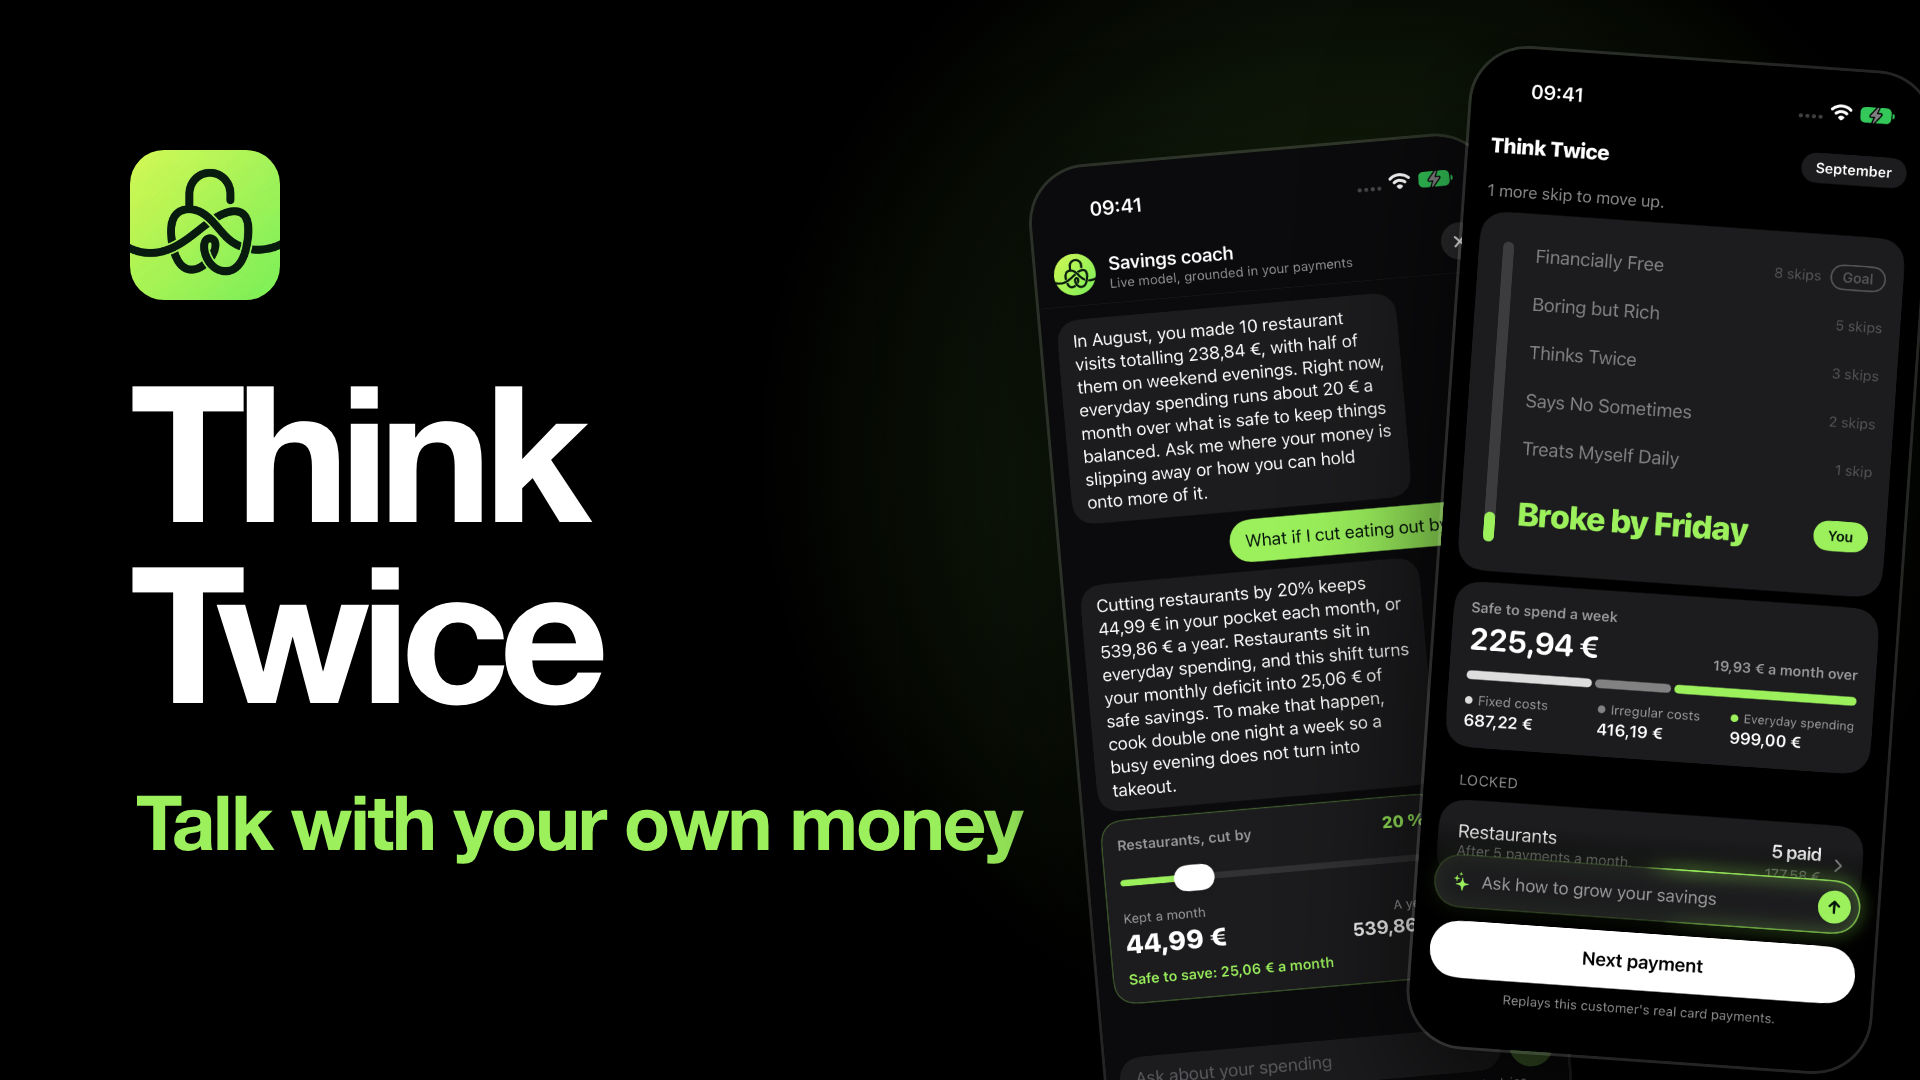 Think
Twice
Talk with your own money
09:41
Savings coach
Live model, grounded in your payments
In August, you made 10 restaurant
visits totalling 238,84 €, with half of
them on weekend evenings. Right now,
everyday spending runs about 20 € a
month over what is safe to keep things
balanced. Ask me where your money is
slipping away or how you can hold
onto more of it.
What if I cut eating out by
Cutting restaurants by 20% keeps
44,99 € in your pocket each month, or
539,86 € a year. Restaurants sit in
everyday spending, and this shift turns
your monthly deficit into 25,06 € of
safe savings. To make that happen,
cook double one night a week so a
busy evening does not turn into
takeout.
Restaurants, cut by
20 %
Kept a month
A
44,99 €
539,86
Safe to save: 25,06 € a month
Ask about your spending
09:41
Think Twice
September
1 more skip to move up.
Financially Free
8 skips
Goal
Boring but Rich
5 skips
Thinks Twice
3 skips
Says No Sometimes
2 skips
Treats Myself Daily
1 skip
Broke by Friday
You
Safe to spend a week
225,94 €
19,93 € a month over
Fixed costs
687,22 €
Irregular costs
416,19 €
Everyday spending
999,00 €
LOCKED
Restaurants
5 paid
After 5 payments a month.
177,58 €
Ask how to grow your savings
Next payment
Replays this customer's real card payments.